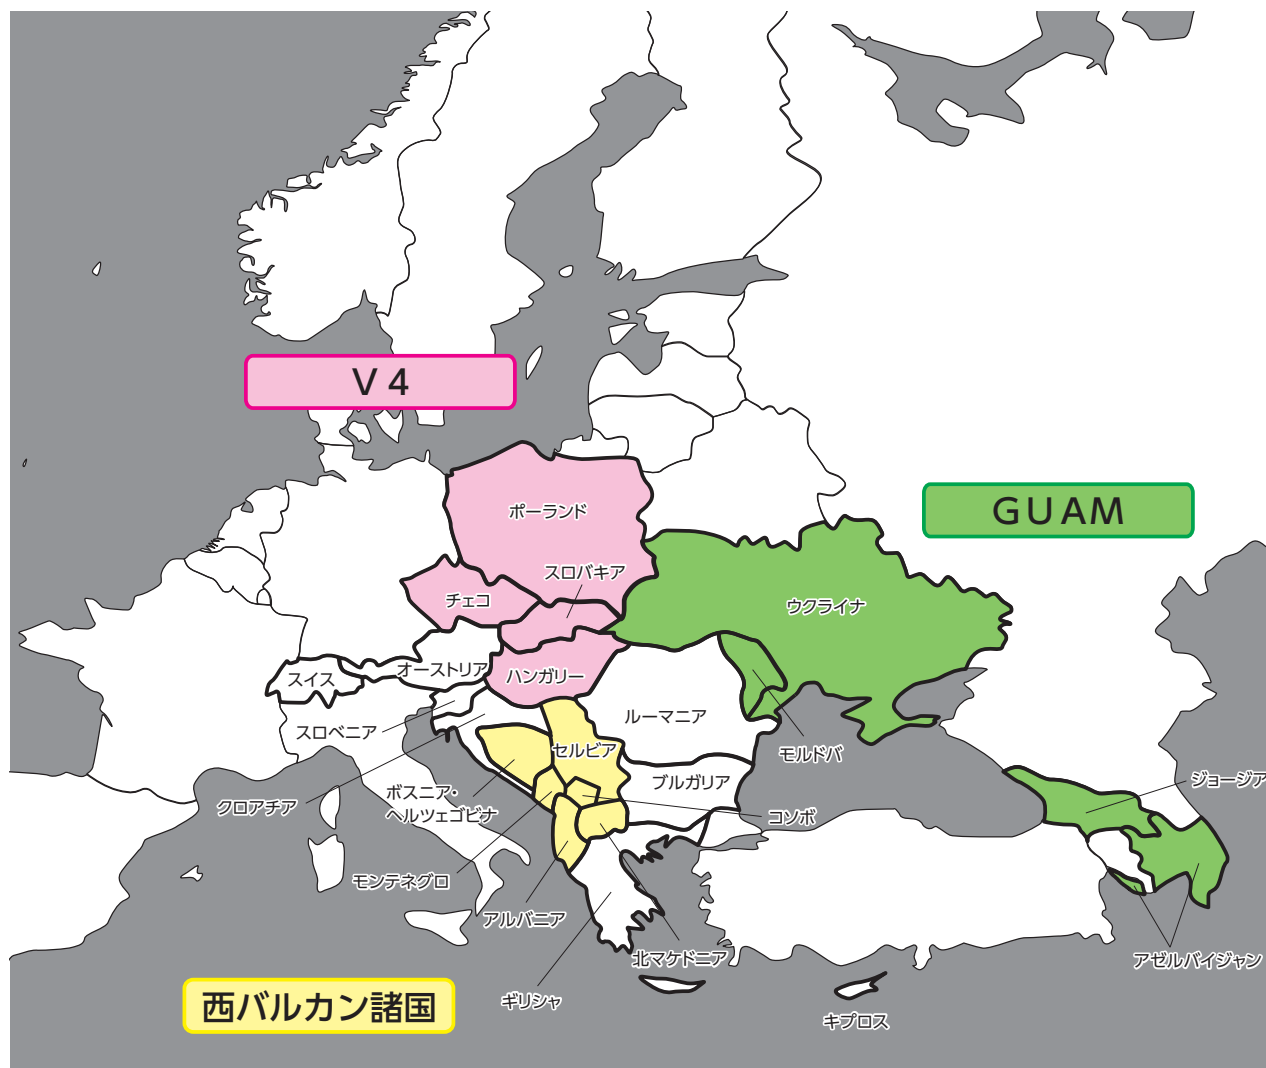 V4
GUAM
ポーランド
スロバキア
チェコ
ウクライナ
オーストリア
スイス
ハンガリー
ルーマニア
スロベニア
セルビア
モルドバ
ブルガリア
ジョージア
ボスニア・
ヘルツェゴビナ
クロアチア
コソボ
モンテネグロ
アルバニア
北マケドニア
アゼルバイジャン
ギリシャ
西バルカン諸国
キプロス